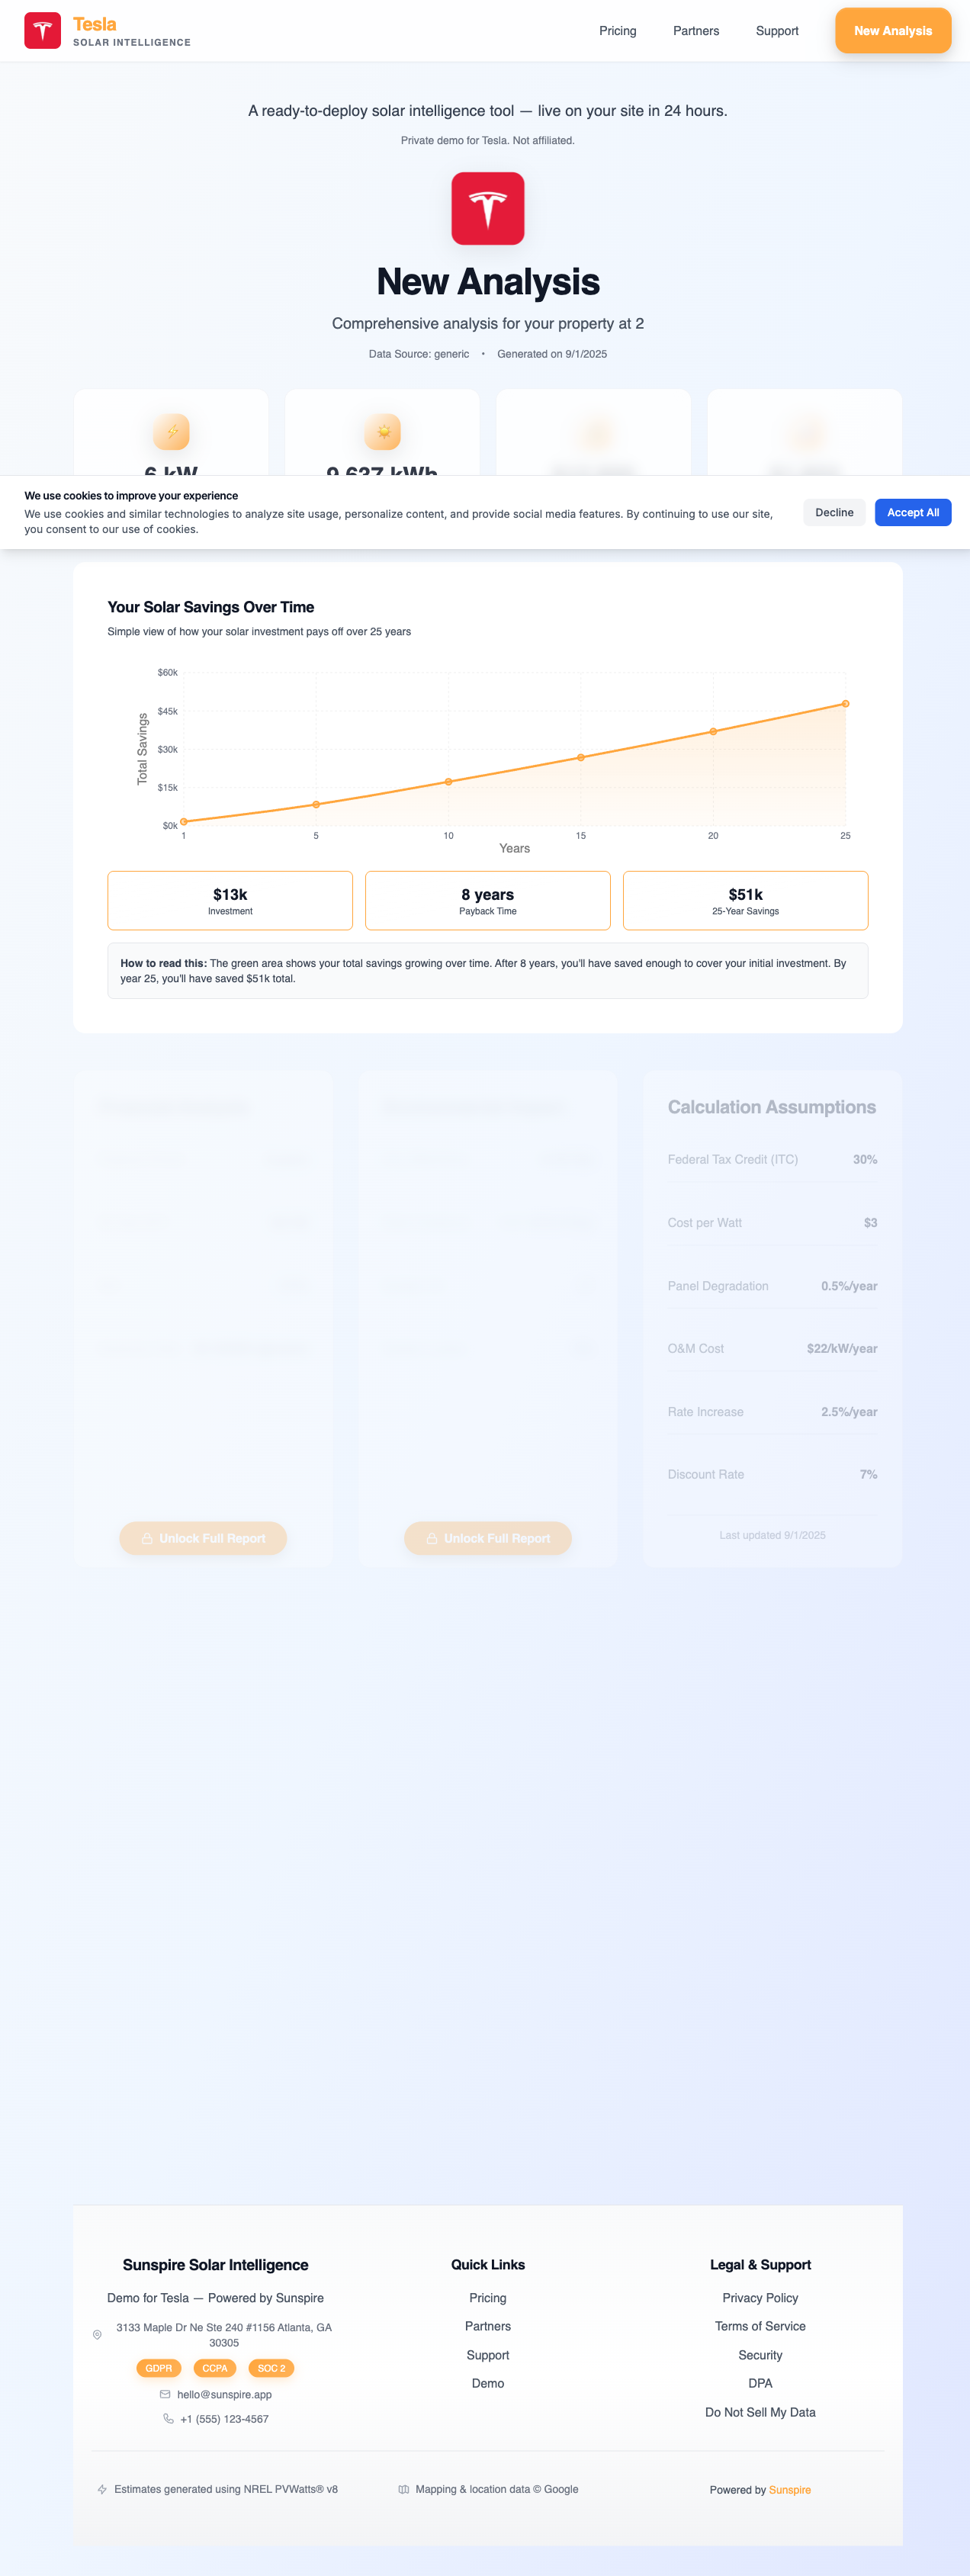 Tesla
SOLAR INTELLIGENCE
Pricing
Partners
Support
New Analysis
A ready-to-deploy solar intelligence tool — live on your site in 24 hours.
Private demo for Tesla. Not affiliated.
New Analysis
Comprehensive analysis for your property at 2
Data Source: generic • Generated on 9/1/2025
6 kW
9,637 kWh
We use cookies to improve your experience
We use cookies and similar technologies to analyze site usage, personalize content, and provide social media features. By continuing to use our site,
you consent to our use of cookies.
Decline
Accept All
Your Solar Savings Over Time
Simple view of how your solar investment pays off over 25 years
Total Savings
$60k
$45k
$30k
$15k
$0k
1
5
10
15
20
25
Years
$13k
Investment
8 years
Payback Time
$51k
25-Year Savings
How to read this: The green area shows your total savings growing over time. After 8 years, you'll have saved enough to cover your initial investment. By
year 25, you'll have saved $51k total.
Unlock Full Report
Unlock Full Report
Calculation Assumptions
Federal Tax Credit (ITC) 30%
Cost per Watt $3
Panel Degradation 0.5%/year
O&M Cost $22/kW/year
Rate Increase 2.5%/year
Discount Rate 7%
Last updated 9/1/2025
Sunspire Solar Intelligence
Demo for Tesla — Powered by Sunspire
3133 Maple Dr Ne Ste 240 #1156 Atlanta, GA
30305
GDPR
CCPA
SOC 2
hello@sunspire.app
+1 (555) 123-4567
Quick Links
Pricing
Partners
Support
Demo
Legal & Support
Privacy Policy
Terms of Service
Security
DPA
Do Not Sell My Data
Estimates generated using NREL PVWatts® v8
Mapping & location data © Google
Powered by Sunspire